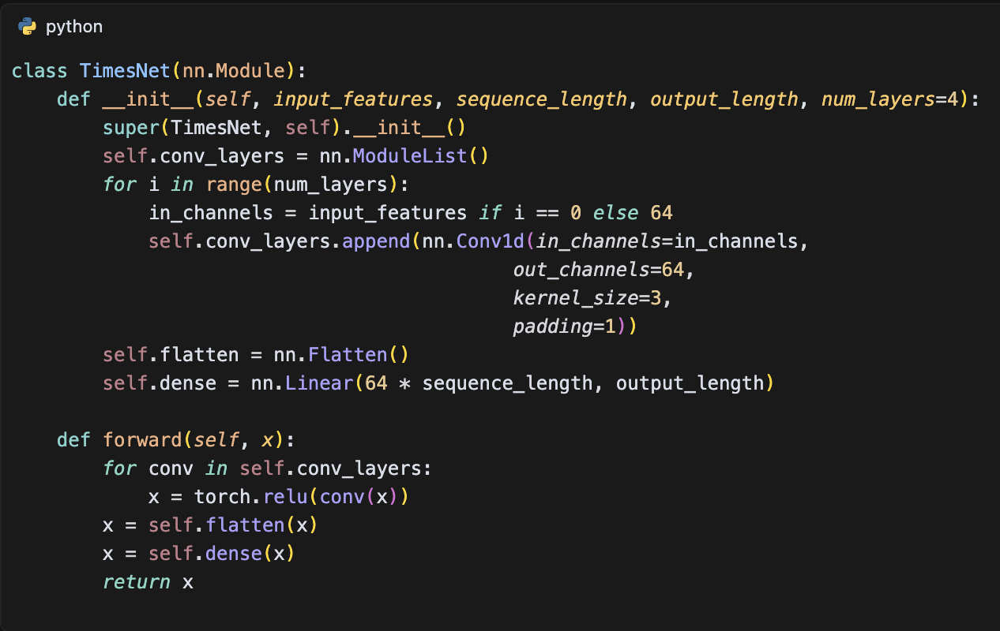 python
class TimesNet(nn.Module):
    def __init__(self, input_features, sequence_length, output_length, num_layers=4):
        super(TimesNet, self).__init__()
        self.conv_layers = nn.ModuleList()
        for i in range(num_layers):
            in_channels = input_features if i == 0 else 64
            self.conv_layers.append(nn.Conv1d(in_channels=in_channels,
                                            out_channels=64,
                                            kernel_size=3,
                                            padding=1))
        self.flatten = nn.Flatten()
        self.dense = nn.Linear(64 * sequence_length, output_length)
    def forward(self, x):
        for conv in self.conv_layers:
            x = torch.relu(conv(x))
        x = self.flatten(x)
        x = self.dense(x)
        return x